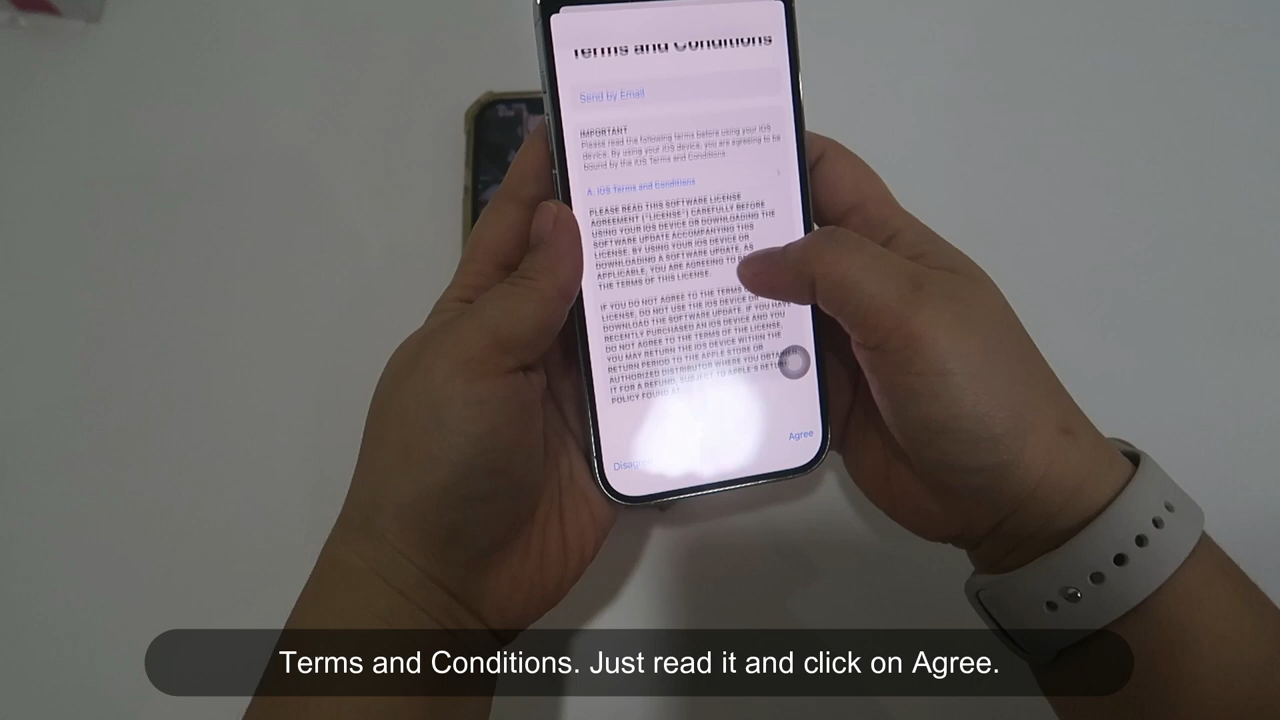 Terms and Conditions
Send by Email
IMPORTANT
Please read the following terms before using your iOS
device. By using your iOS device, you are agreeing to be
bound by the iOS Terms and Conditions.
A. iOS Terms and Conditions
PLEASE READ THIS SOFTWARE LICENSE
AGREEMENT ("LICENSE") CAREFULLY BEFORE
USING YOUR IOS DEVICE OR DOWNLOADING THE
SOFTWARE UPDATE ACCOMPANYING THIS
LICENSE. BY USING YOUR IOS DEVICE OR
DOWNLOADING A SOFTWARE UPDATE, AS
APPLICABLE, YOU ARE AGREEING TO
THE TERMS OF THIS LICENSE.
IF YOU DO NOT AGREE TO THE TERMS
LICENSE, DO NOT USE THE IOS DEVICE OR
DOWNLOAD THE SOFTWARE UPDATE. IF YOU HAVE
RECENTLY PURCHASED AN IOS DEVICE AND YOU
DO NOT AGREE TO THE TERMS OF THE LICENSE,
YOU MAY RETURN THE IOS DEVICE WITHIN THE
RETURN PERIOD TO THE APPLE STORE OR
AUTHORIZED DISTRIBUTOR WHERE YOU OBTAINED
IT FOR A REFUND, SUBJECT TO APPLE'S RETURN
POLICY FOUND AT
Agree
Disagree
Terms and Conditions. Just read it and click on Agree.